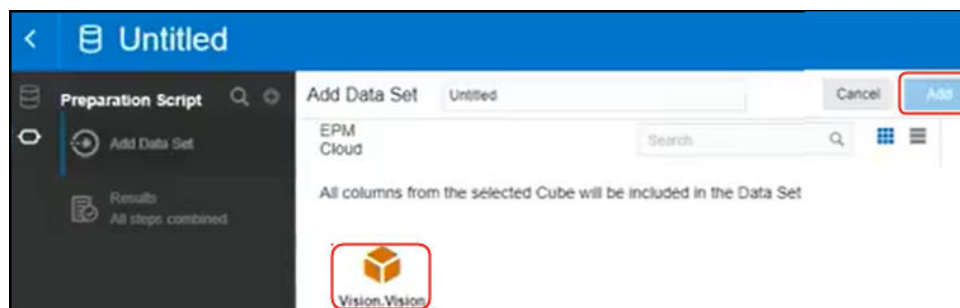 Untitled
Preparation Script
Add Data Set
Results
All steps combined
Add Data Set
Untitled
Cancel
Add
EPM
Cloud
Search
All columns from the selected Cube will be included in the Data Set
Vision.Vision